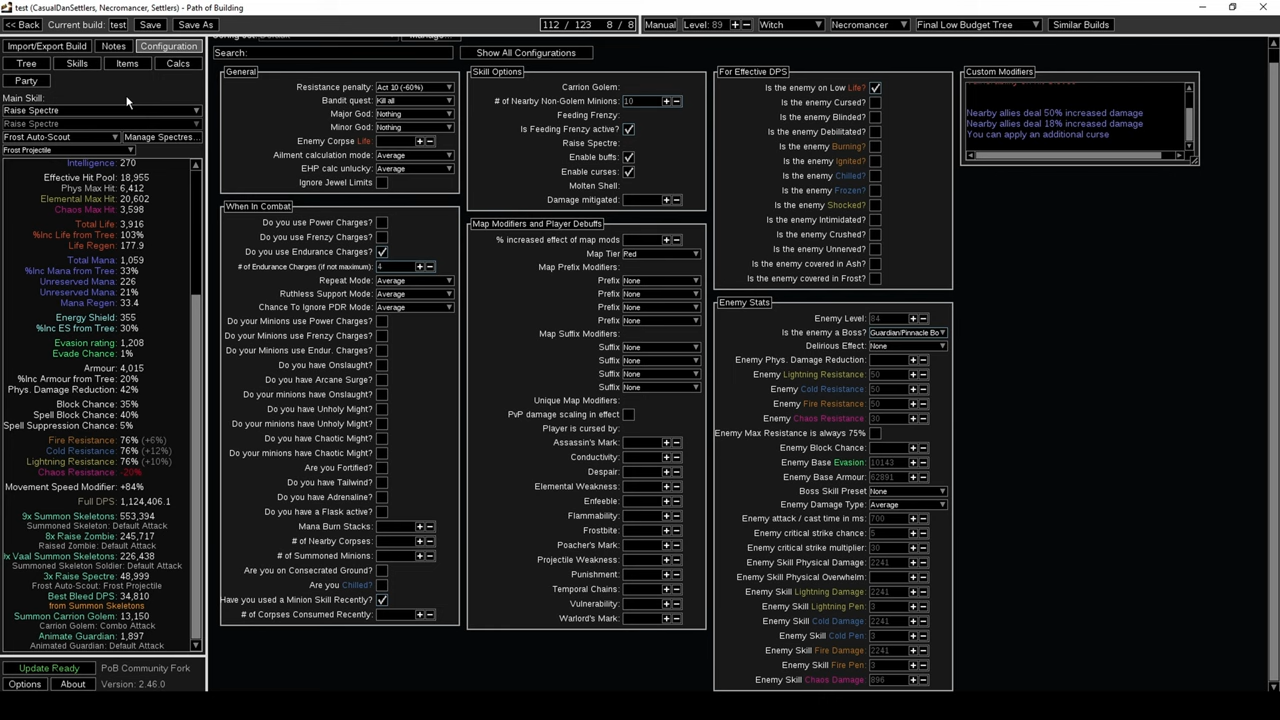 test (CasualDanSettlers, Necromancer, Settlers) - Path of Building
<< Back
Current build: test
Save
Save As
112 / 123 8 / 8
Manual
Level: 89
Witch
Necromancer
Final Low Budget Tree
Similar Builds
Import/Export Build
Notes
Configuration
Tree
Skills
Items
Calcs
Party
Main Skill:
Raise Spectre
Raise Spectre
Frost Auto-Scout
Manage Spectres...
Frost Projectile
Intelligence: 270
Effective Hit Pool: 18,955
Phys Max Hit: 6,412
Elemental Max Hit: 20,602
Chaos Max Hit: 3,598
Total Life: 3,916
%Inc Life from Tree: 103%
Life Regen: 177.9
Total Mana: 1,059
%Inc Mana from Tree: 33%
Unreserved Mana: 226
Unreserved Mana: 21%
Mana Regen: 33.4
Energy Shield: 355
%Inc ES from Tree: 30%
Evasion rating: 1,208
Evade Chance: 1%
Armour: 4,015
%Inc Armour from Tree: 20%
Phys. Damage Reduction: 42%
Block Chance: 35%
Spell Block Chance: 40%
Spell Suppression Chance: 5%
Fire Resistance: 76% (+6%)
Cold Resistance: 76% (+12%)
Lightning Resistance: 76% (+10%)
Chaos Resistance: -20%
Movement Speed Modifier: +84%
Full DPS: 1,124,406.1
9x Summon Skeletons: 553,394
Summoned Skeleton: Default Attack
8x Raise Zombie: 245,717
Raised Zombie: Default Attack
9x Vaal Summon Skeletons: 226,438
Summoned Skeleton Soldier: Default Attack
3x Raise Spectre: 48,999
Frost Auto-Scout: Frost Projectile
Best Bleed DPS: 34,810
from Summon Skeletons
Summon Carrion Golem: 13,150
Carrion Golem: Combo Attack
Animate Guardian: 1,897
Animated Guardian: Default Attack
Update Ready
PoB Community Fork
Options
About
Version: 2.46.0
Search:
Show All Configurations
General
Resistance penalty: Act 10 (-60%)
Bandit quest: Kill all
Major God: Nothing
Minor God: Nothing
Enemy Corpse Life:
Ailment calculation mode: Average
EHP calc unlucky: Average
Ignore Jewel Limits
When In Combat
Do you use Power Charges?
Do you use Frenzy Charges?
Do you use Endurance Charges?
# of Endurance Charges (if not maximum): 4
Repeat Mode: Average
Ruthless Support Mode: Average
Chance To Ignore PDR Mode: Average
Do your Minions use Power Charges?
Do your Minions use Frenzy Charges?
Do your Minions use Endur. Charges?
Do you have Onslaught?
Do you have Arcane Surge?
Do your minions have Onslaught?
Do you have Unholy Might?
Do your minions have Unholy Might?
Do you have Chaotic Might?
Do your minions have Chaotic Might?
Are you Fortified?
Do you have Tailwind?
Do you have Adrenaline?
Do you have a Flask active?
Mana Burn Stacks:
# of Nearby Corpses:
# of Summoned Minions:
Are you on Consecrated Ground?
Are you Chilled?
Have you used a Minion Skill Recently?
# of Corpses Consumed Recently:
Skill Options
Carrion Golem:
# of Nearby Non-Golem Minions: 10
Feeding Frenzy:
Is Feeding Frenzy active?
Raise Spectre:
Enable buffs:
Enable curses:
Molten Shell:
Damage mitigated:
Map Modifiers and Player Debuffs
% increased effect of map mods
Map Tier Red
Map Prefix Modifiers:
Prefix None
Prefix None
Prefix None
Prefix None
Map Suffix Modifiers:
Suffix None
Suffix None
Suffix None
Suffix None
Unique Map Modifiers:
PvP damage scaling in effect
Player is cursed by:
Assassin's Mark:
Conductivity:
Despair:
Elemental Weakness:
Enfeeble:
Flammability:
Frostbite:
Poacher's Mark:
Projectile Weakness:
Punishment:
Temporal Chains:
Vulnerability:
Warlord's Mark:
For Effective DPS
Is the enemy on Low Life?
Is the enemy Cursed?
Is the enemy Blinded?
Is the enemy Debilitated?
Is the enemy Burning?
Is the enemy Ignited?
Is the enemy Chilled?
Is the enemy Frozen?
Is the enemy Shocked?
Is the enemy Intimidated?
Is the enemy Crushed?
Is the enemy Unnerved?
Is the enemy covered in Ash?
Is the enemy covered in Frost?
Enemy Stats
Enemy Level: 84
Is the enemy a Boss? Guardian/Pinnacle Bo
Delirious Effect: None
Enemy Phys. Damage Reduction:
Enemy Lightning Resistance: 50
Enemy Cold Resistance: 50
Enemy Fire Resistance: 50
Enemy Chaos Resistance: 30
Enemy Max Resistance is always 75%
Enemy Block Chance:
Enemy Base Evasion: 10143
Enemy Base Armour: 62891
Boss Skill Preset None
Enemy Damage Type: Average
Enemy attack / cast time in ms: 700
Enemy critical strike chance: 5
Enemy critical strike multiplier: 30
Enemy Skill Physical Damage: 2241
Enemy Skill Physical Overwhelm:
Enemy Skill Lightning Damage: 2241
Enemy Skill Lightning Pen: 3
Enemy Skill Cold Damage: 2241
Enemy Skill Cold Pen: 3
Enemy Skill Fire Damage: 2241
Enemy Skill Fire Pen: 3
Enemy Skill Chaos Damage: 896
Custom Modifiers
Nearby allies deal 50% increased damage
Nearby allies deal 18% increased damage
You can apply an additional curse